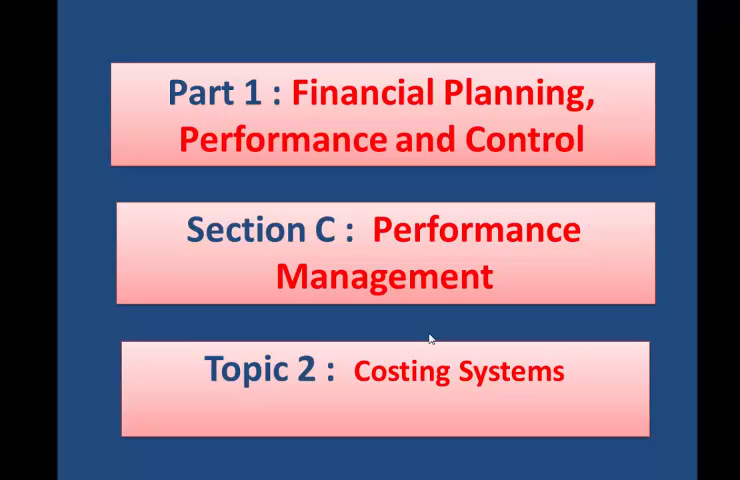 Part 1 : Financial Planning,
Performance and Control
Section C :  Performance
Management
Topic 2 :  Costing Systems